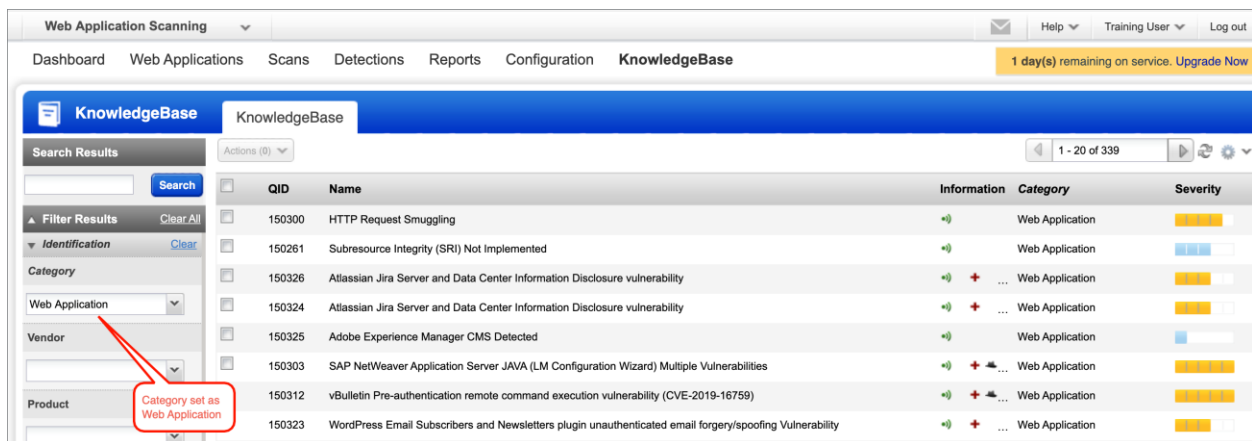 Web Application Scanning
Help Training User Log out
Dashboard Web Applications Scans Detections Reports Configuration KnowledgeBase
1 day(s) remaining on service. Upgrade Now
KnowledgeBase
KnowledgeBase
Search Results
Actions (0)
1 - 20 of 339
Search
QID Name Information Category Severity
Filter Results Clear All
Identification Clear
Category
Web Application
Vendor
Product
Category set as
Web Application
150300 HTTP Request Smuggling Web Application
150261 Subresource Integrity (SRI) Not Implemented Web Application
150326 Atlassian Jira Server and Data Center Information Disclosure vulnerability ... Web Application
150324 Atlassian Jira Server and Data Center Information Disclosure vulnerability ... Web Application
150325 Adobe Experience Manager CMS Detected Web Application
150303 SAP NetWeaver Application Server JAVA (LM Configuration Wizard) Multiple Vulnerabilities ... Web Application
150312 vBulletin Pre-authentication remote command execution vulnerability (CVE-2019-16759) ... Web Application
150323 WordPress Email Subscribers and Newsletters plugin unauthenticated email forgery/spoofing Vulnerability ... Web Application